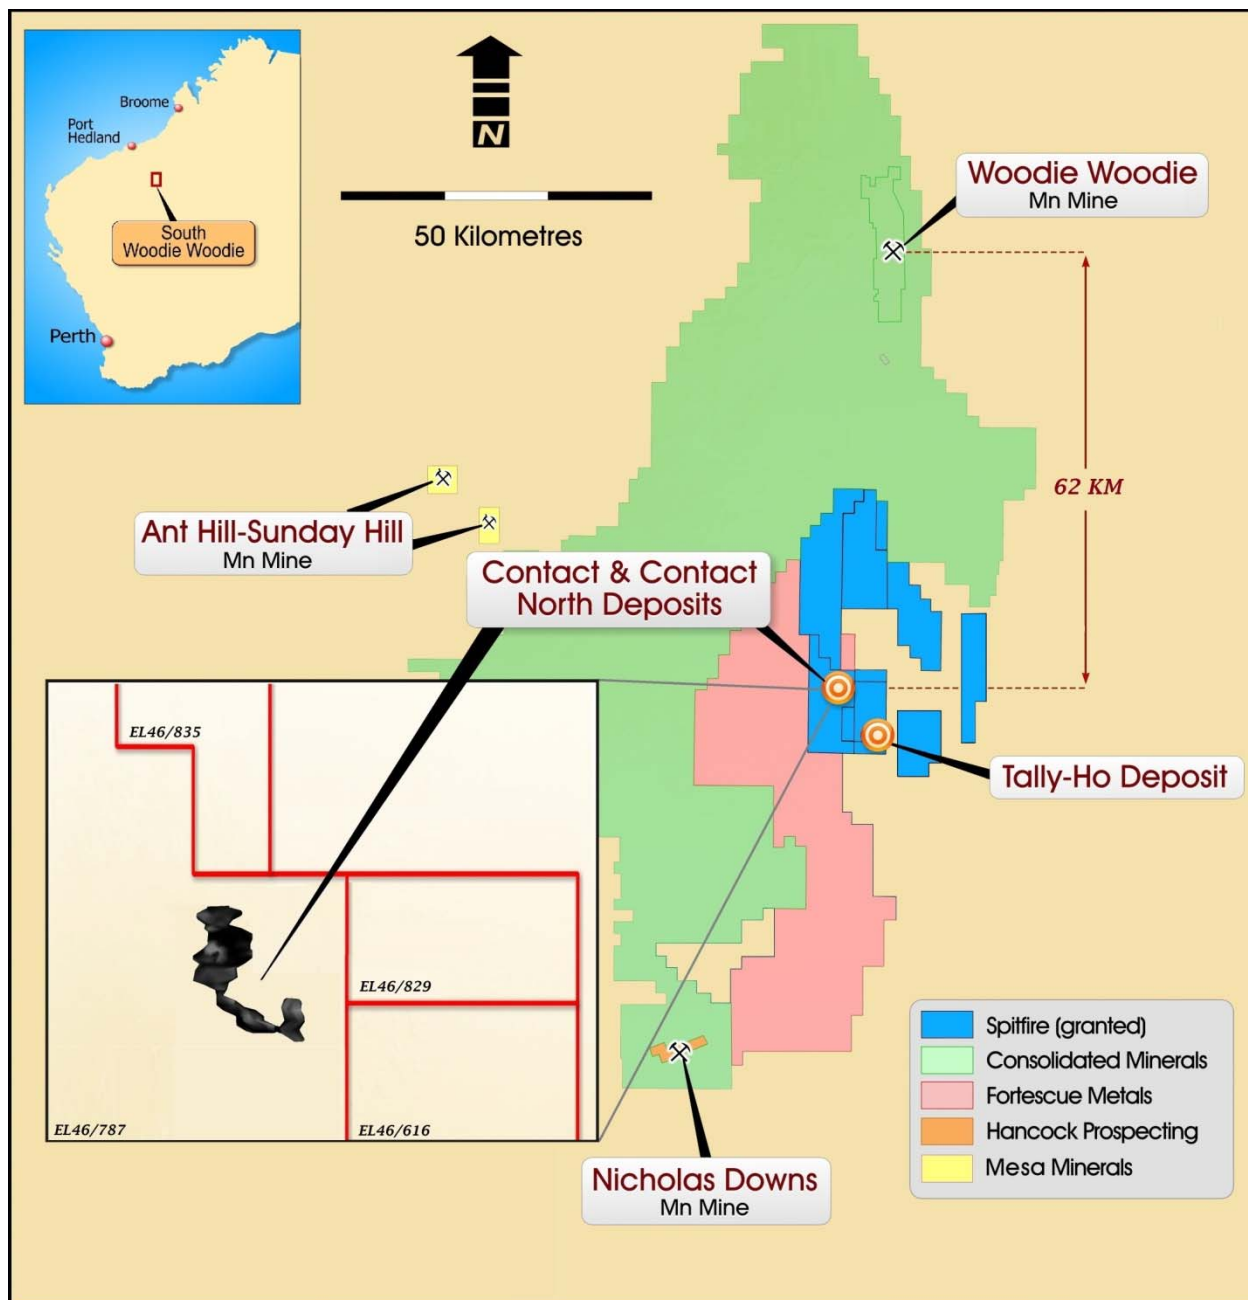 Broome
Port
Hedland
South
Woodie Woodie
Perth
N
50 Kilometres
Woodie Woodie
Mn Mine
62 KM
Ant Hill-Sunday Hill
Mn Mine
Contact & Contact
North Deposits
Tally-Ho Deposit
EL46/835
EL46/829
EL46/787
EL46/616
Nicholas Downs
Mn Mine
Spitfire (granted)
Consolidated Minerals
Fortescue Metals
Hancock Prospecting
Mesa Minerals